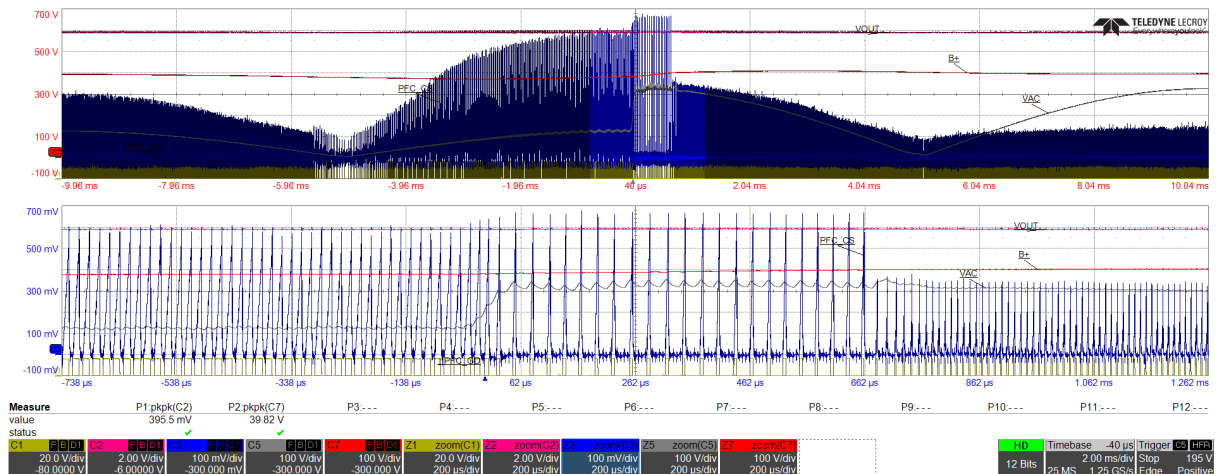 700 V
500 V
300 V
100 V
-100 V
TELEDYNE LECROY
Everywhereyoulook
VOUT
B+
PFC_CS
VAC
-9.96 ms -7.96 ms -5.96 ms -3.96 ms -1.96 ms 40 µs 2.04 ms 4.04 ms 6.04 ms 8.04 ms 10.04 ms
700 mV
500 mV
300 mV
100 mV
-100 mV
VOUT
PFC_CS
B+
VAC
PFC_GD
-738 µs -538 µs -338 µs -138 µs 62 µs 262 µs 462 µs 662 µs 862 µs 1.062 ms 1.262 ms
Measure P1:pkpk(C2) P2:pkpk(C7) P3:--- P4:--- P5:--- P6:--- P7:--- P8:--- P9:--- P10:--- P11:--- P12:---
value 395.5 mV 39.82 V
status
C1 F B D1 C2 F B D1 C3 F B D1 C5 F B D1 C7 F B D1 Z1 zoom(C1) Z2 zoom(C2) Z3 zoom(C3) Z5 zoom(C5) Z7 zoom(C7) HD Timebase -40 µs Trigger C5 HFR
20.0 V/div 2.00 V/div 100 mV/div 100 V/div 100 V/div 20.0 V/div 2.00 V/div 100 mV/div 100 V/div 100 V/div 12 Bits 2.00 ms/div Stop 195 V
-80.0000 V -6.00000 V -300.000 mV -300.000 V -300.000 V 200 µs/div 200 µs/div 200 µs/div 200 µs/div 200 µs/div 25 MS 1.25 GS/s Edge Positive